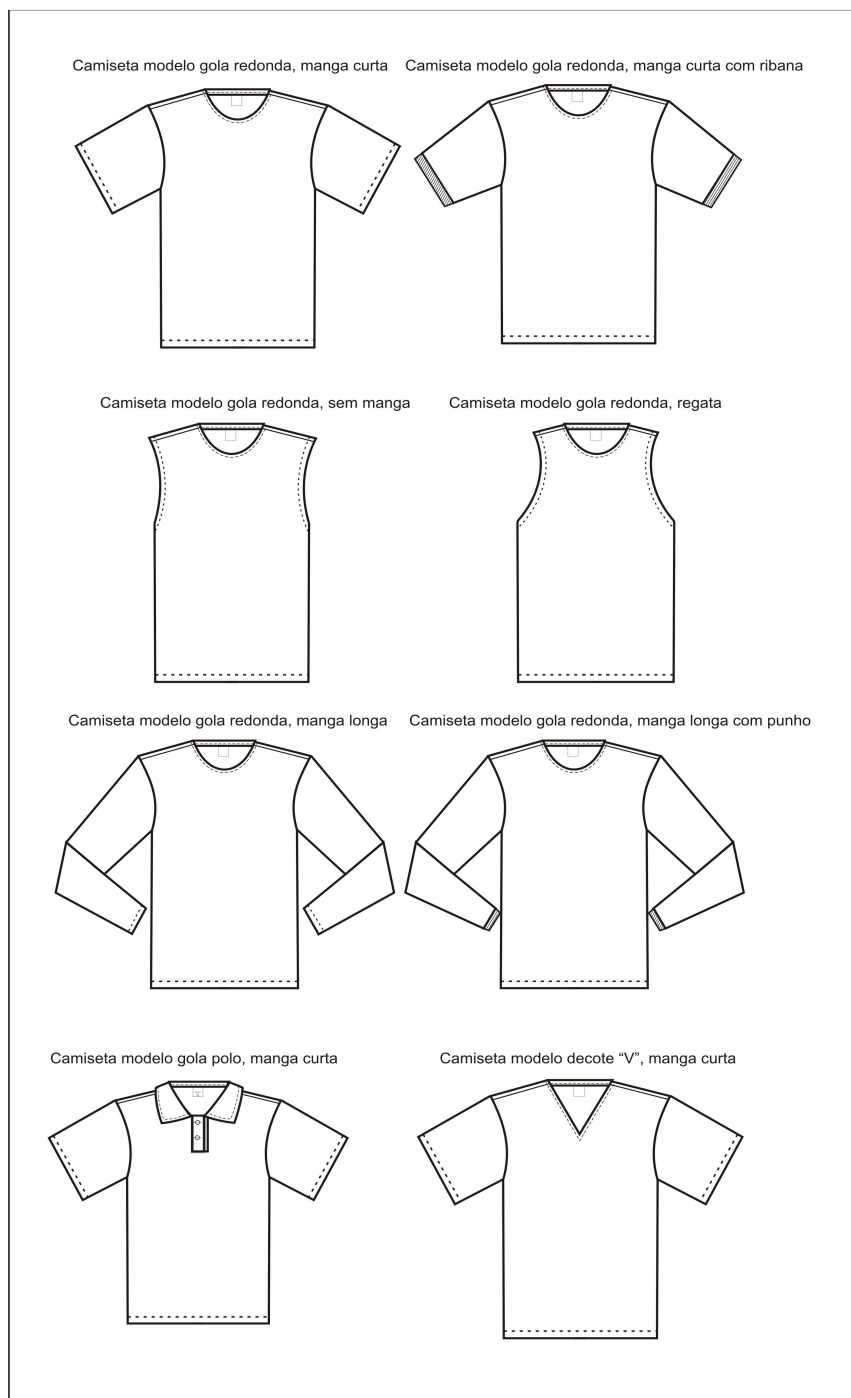 Camiseta modelo gola redonda, manga curta
Camiseta modelo gola redonda, manga curta com ribana
Camiseta modelo gola redonda, sem manga
Camiseta modelo gola redonda, regata
Camiseta modelo gola redonda, manga longa
Camiseta modelo gola redonda, manga longa com punho
Camiseta modelo gola polo, manga curta
Camiseta modelo decote “V”, manga curta